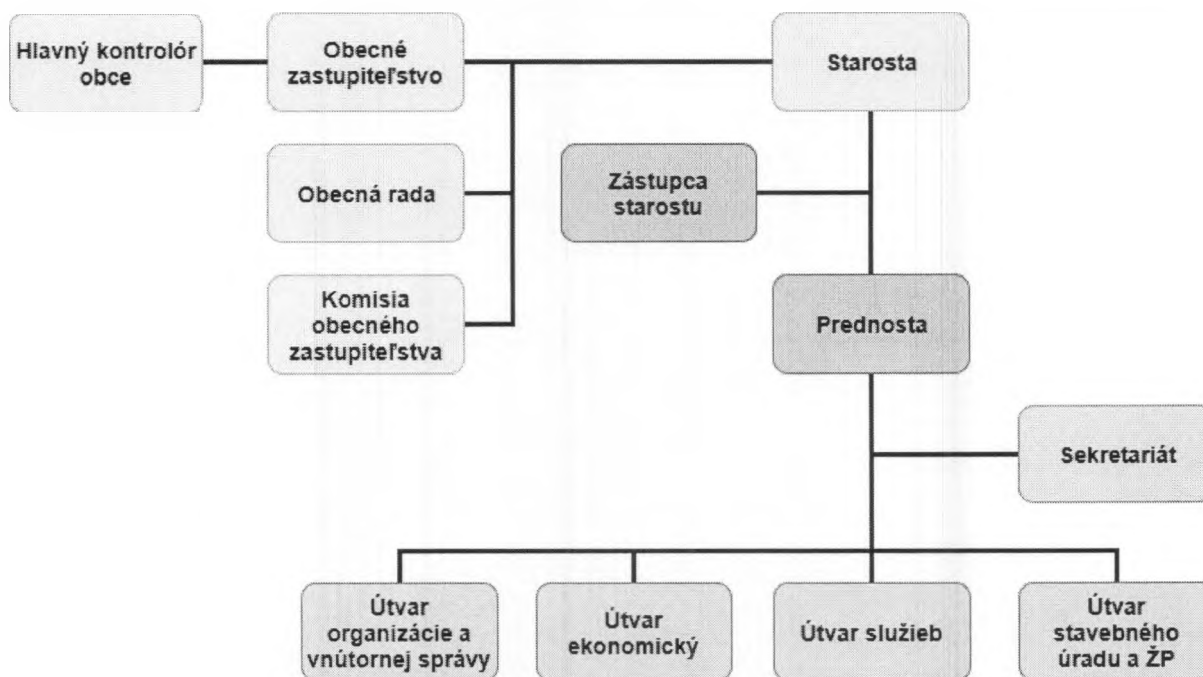 Hlavný kontrolór
obce
Obecné
zastupiteľstvo
Starosta
Obecná rada
Zástupca
starostu
Komisia
obecného
zastupiteľstva
Prednosta
Sekretariát
Útvar
organizácie a
vnútornej správy
Útvar
ekonomický
Útvar služieb
Útvar
stavebného
úradu a ŽP